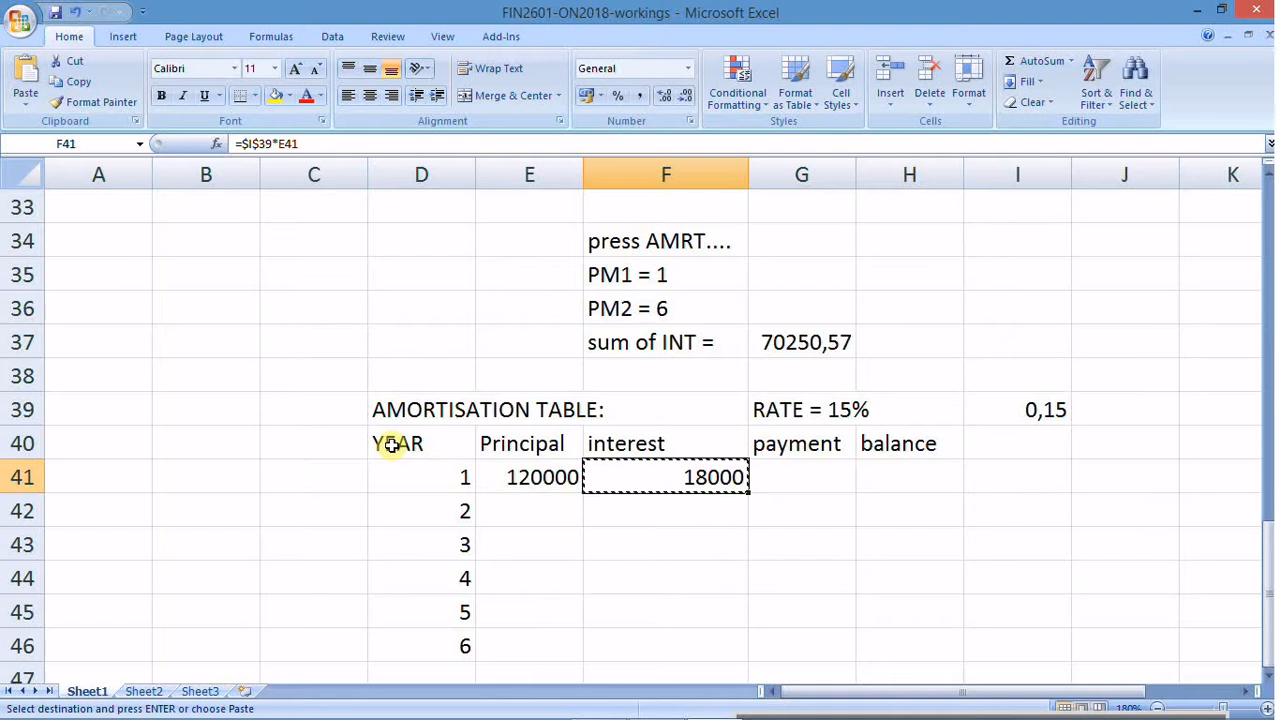 FIN2601-ON2018-workings - Microsoft Excel
Home Insert Page Layout Formulas Data Review View Add-Ins
Paste
Cut
Copy
Format Painter
Clipboard
Calibri 11
B I U
Font
Wrap Text
Merge & Center
Alignment
General
% ,
Number
Conditional Formatting
Format as Table
Cell Styles
Styles
Insert Delete Format
Cells
Σ AutoSum
Fill
Clear
Sort & Filter
Find & Select
Editing
F41 fx =$I$39*E41
A B C D E F G H I J K
33
34 press AMRT....
35 PM1 = 1
36 PM2 = 6
37 sum of INT = 70250,57
38
39 AMORTISATION TABLE: RATE = 15% 0,15
40 YEAR Principal interest payment balance
41 1 120000 18000
42 2
43 3
44 4
45 5
46 6
47
Sheet1 Sheet2 Sheet3
Select destination and press ENTER or choose Paste 180%